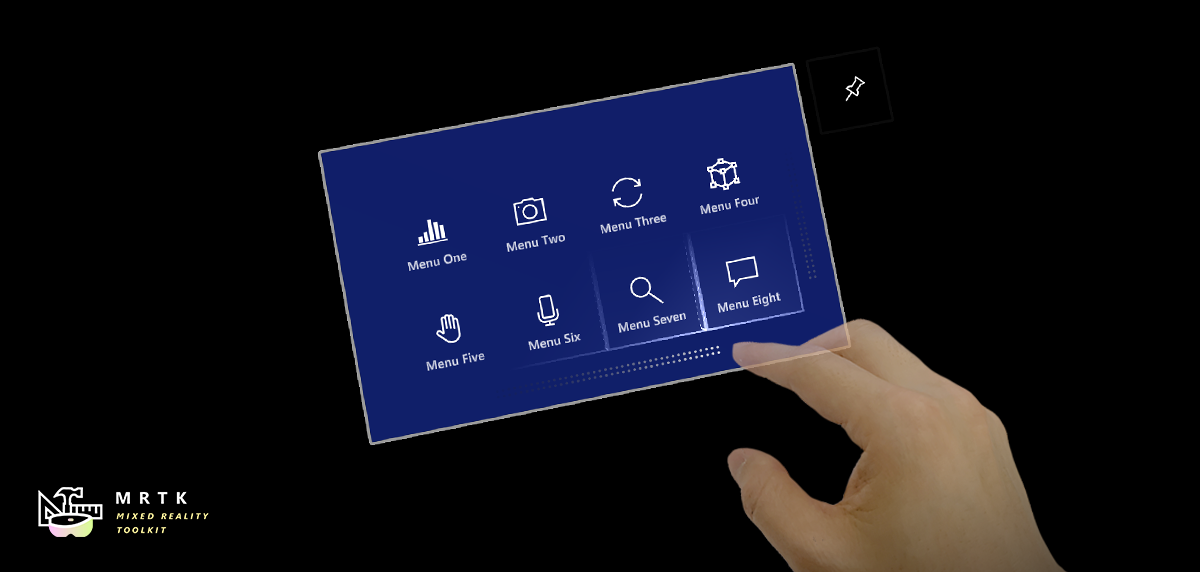 Menu One
Menu Two
Menu Three
Menu Four
Menu Five
Menu Six
Menu Seven
Menu Eight
MRTK
MIXED REALITY
TOOLKIT